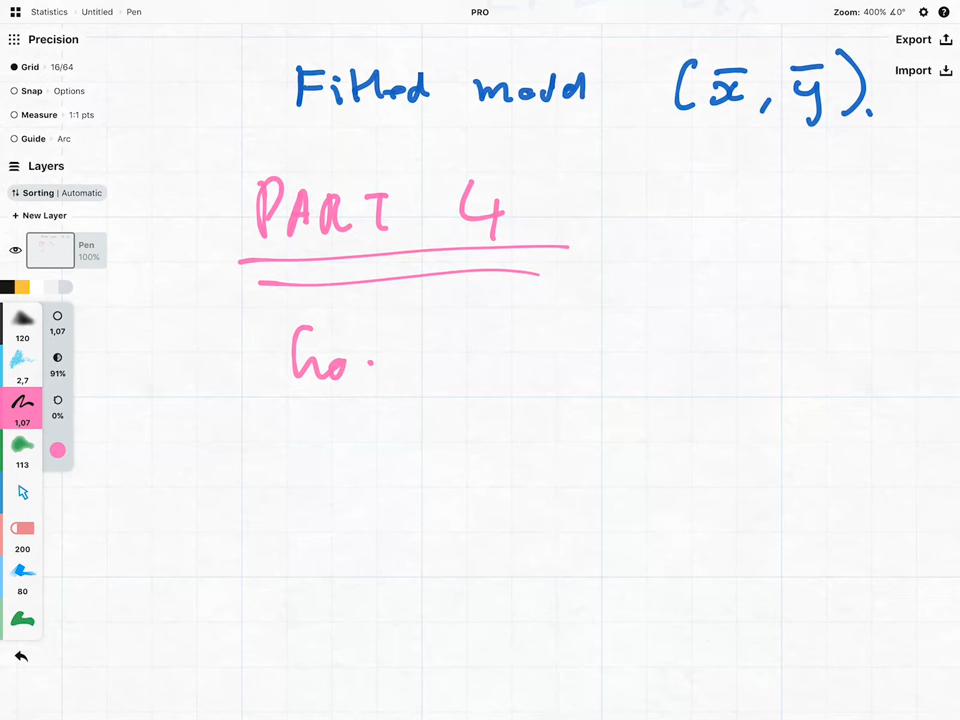 Statistics › Untitled › Pen
PRO
Zoom: 400% ∡0°
Precision
Export
Import
Grid › 16/64
Snap › Options
Measure › 1:1 pts
Guide › Arc
Layers
Sorting | Automatic
+ New Layer
Pen
100%
120
2,7
1,07
113
200
80
1,07
91%
0%
Fitted model (x̅, y̅).
PART 4